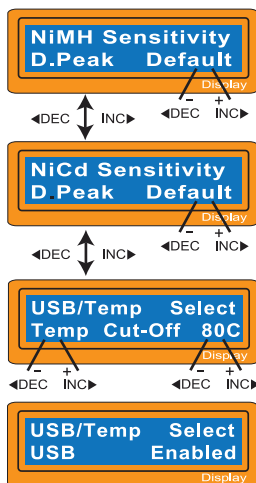 NiMH Sensitivity
D.Peak Default
Display
- +
◀DEC INC▶ ◀DEC INC▶
NiCd Sensitivity
D.Peak Default
Display
- +
◀DEC INC▶ ◀DEC INC▶
USB/Temp Select
Temp Cut-Off 80C
Display
- + - +
◀DEC INC▶ ◀DEC INC▶
USB/Temp Select
USB Enabled
Display